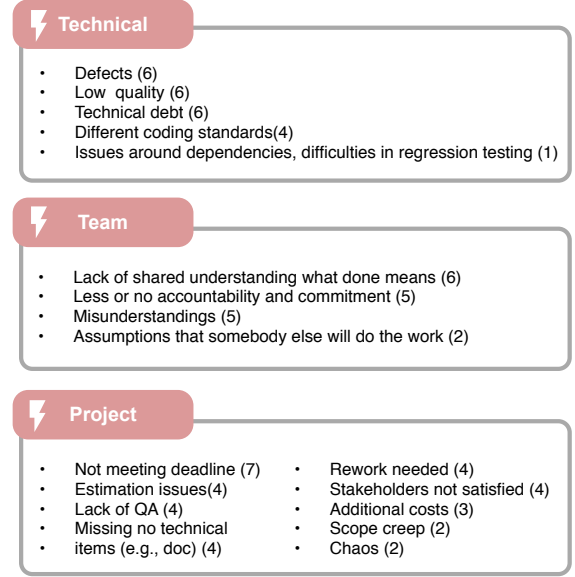 Technical
• Defects (6)
• Low quality (6)
• Technical debt (6)
• Different coding standards(4)
• Issues around dependencies, difficulties in regression testing (1)
Team
• Lack of shared understanding what done means (6)
• Less or no accountability and commitment (5)
• Misunderstandings (5)
• Assumptions that somebody else will do the work (2)
Project
• Not meeting deadline (7)
• Estimation issues(4)
• Lack of QA (4)
• Missing no technical
• items (e.g., doc) (4)
• Rework needed (4)
• Stakeholders not satisfied (4)
• Additional costs (3)
• Scope creep (2)
• Chaos (2)